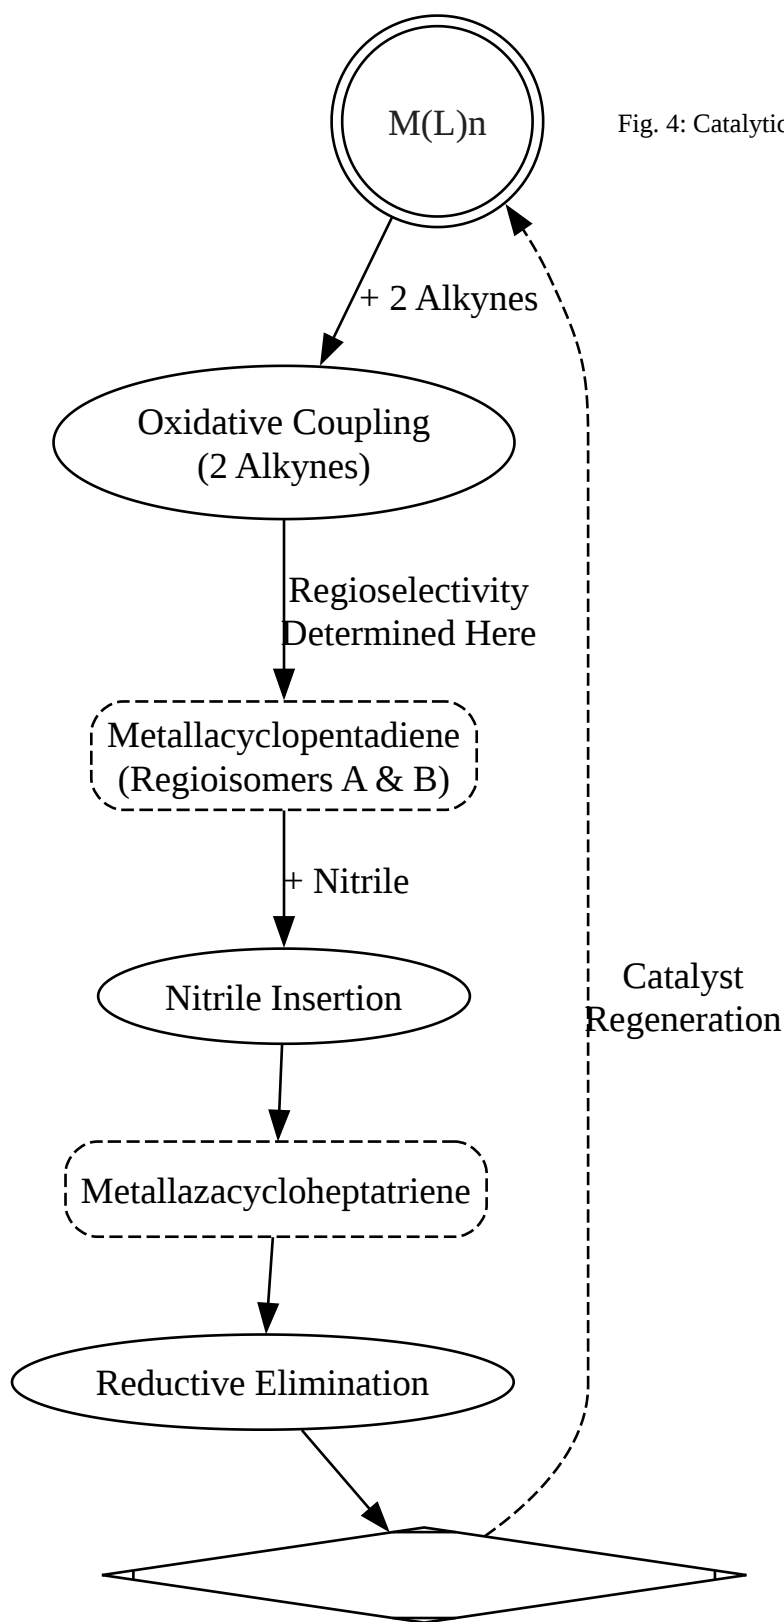 M(L)n
Fig. 4: Catalytic
+ 2 Alkynes
Oxidative Coupling
(2 Alkynes)
Regioselectivity
Determined Here
Metallacyclopentadiene
(Regioisomers A & B)
+ Nitrile
Nitrile Insertion
Catalyst
Regeneration
Metallazacycloheptatriene
Reductive Elimination